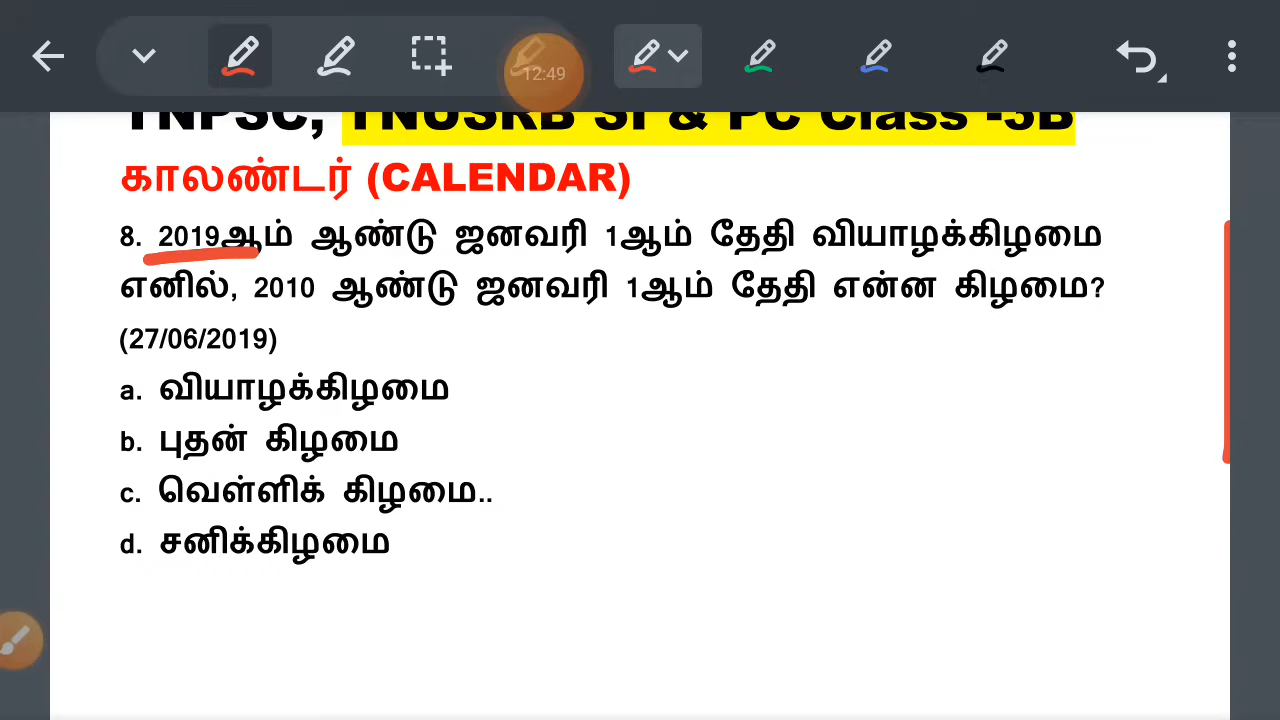 12:49
TNPSC, TNUSRB SI & PC Class -5B
காலண்டர் (CALENDAR)
8. 2019ஆம் ஆண்டு ஜனவரி 1ஆம் தேதி வியாழக்கிழமை
எனில், 2010 ஆண்டு ஜனவரி 1ஆம் தேதி என்ன கிழமை?
(27/06/2019)
a. வியாழக்கிழமை
b. புதன் கிழமை
c. வெள்ளிக் கிழமை..
d. சனிக்கிழமை